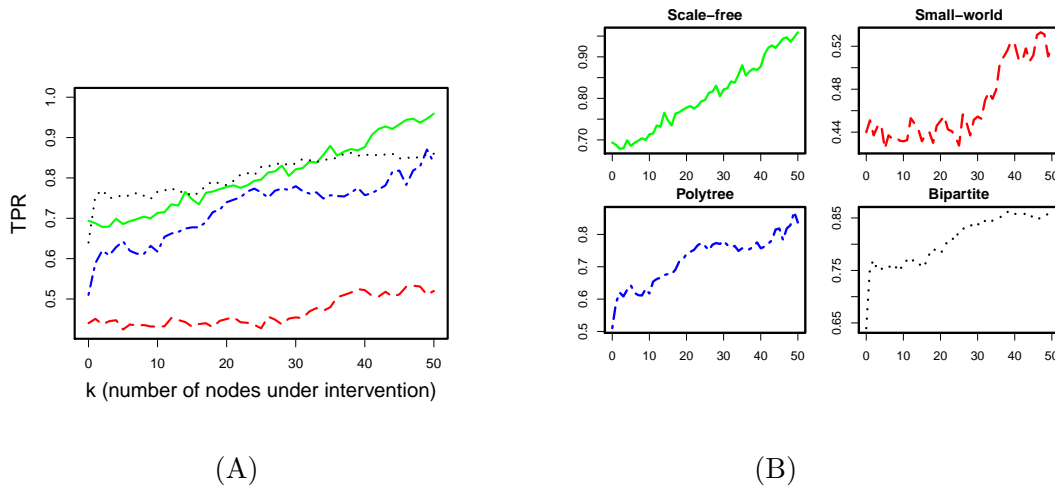 TPR
1.0
0.9
0.8
0.7
0.6
0.5
0 10 20 30 40 50
k (number of nodes under intervention)
(A)
Scale−free
0.90
0.80
0.70
0 10 20 30 40 50
Small−world
0.52
0.48
0.44
0 10 20 30 40 50
Polytree
0.8
0.7
0.6
0.5
0 10 20 30 40 50
Bipartite
0.85
0.75
0.65
0 10 20 30 40 50
(B)